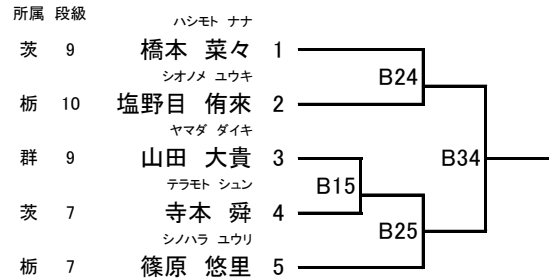 所属 段級
ハシモト ナナ
茨 9 橋本 菜々 1
B24
シオノメ ユウキ
栃 10 塩野目 侑來 2
ヤマダ ダイキ
群 9 山田 大貴 3
B34
テラモト シュン
B15
茨 7 寺本 舜 4
B25
シノハラ ユウリ
栃 7 篠原 悠里 5